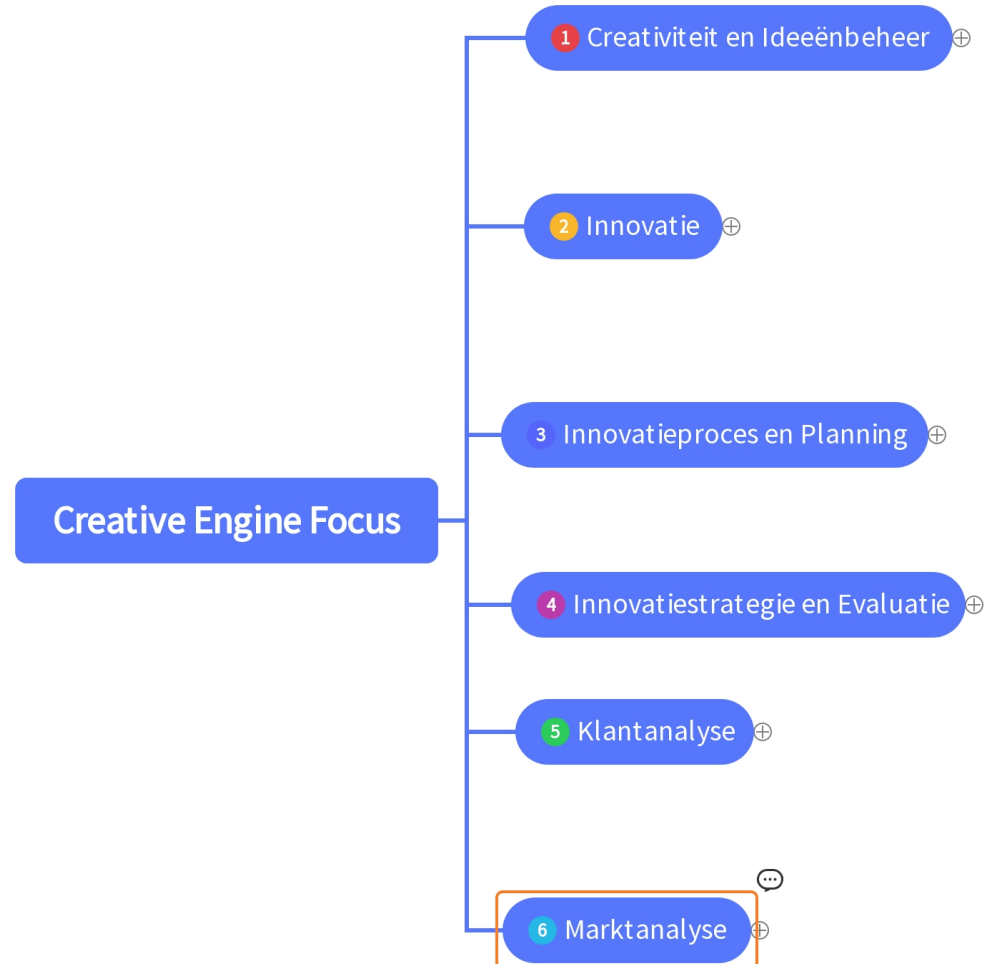 1 Creativiteit en Ideeënbeheer
2 Innovatie
3 Innovatieproces en Planning
Creative Engine Focus
4 Innovatiestrategie en Evaluatie
5 Klantanalyse
6 Marktanalyse